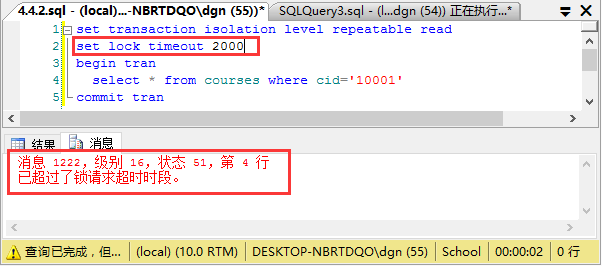 4.4.2.sql - (local)...-NBRTDQO\dgn (55))*
SQLQuery3.sql - (l...dgn (54)) 正在执行...*
1 set transaction isolation level repeatable read
2 set lock timeout 2000
3 begin tran
4 select * from courses where cid='10001'
5 commit tran
结果
消息
消息 1222，级别 16，状态 51，第 4 行
已超过了锁请求超时时段。
查询已完成，但...
(local) (10.0 RTM)
DESKTOP-NBRTDQO\dgn (55)
School
00:00:02
0 行